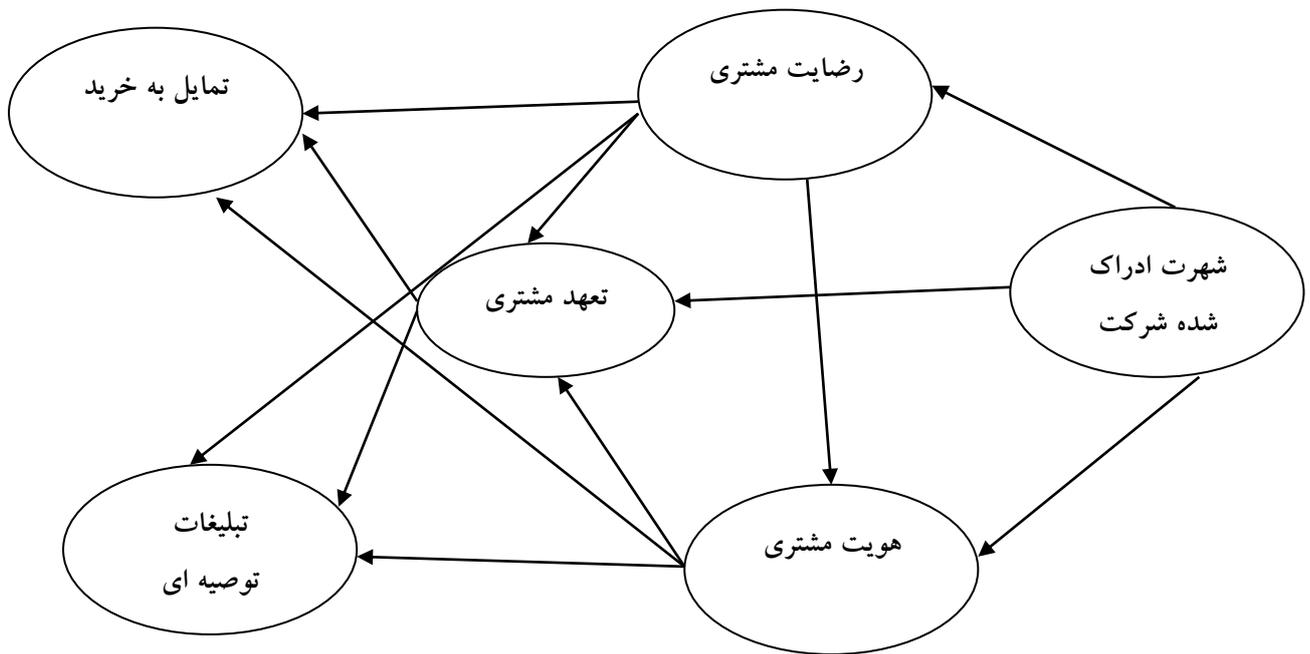 رضایت مشتری
تمایل به خرید
شهرت ادراک
شده شرکت
تعهد مشتری
هویت مشتری
تبلیغات
توصیه ای